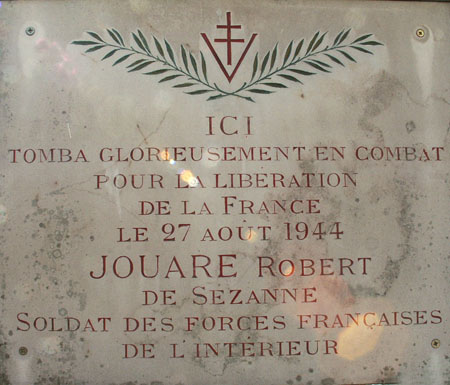 ICI
TOMBA GLORIEUSEMENT EN COMBAT
POUR LA LIBERATION
DE LA FRANCE
LE 27 AOUT 1944
JOUARE ROBERT
DE SEZANNE
SOLDAT DES FORCES FRANÇAISES
DE L'INTÉRIEUR